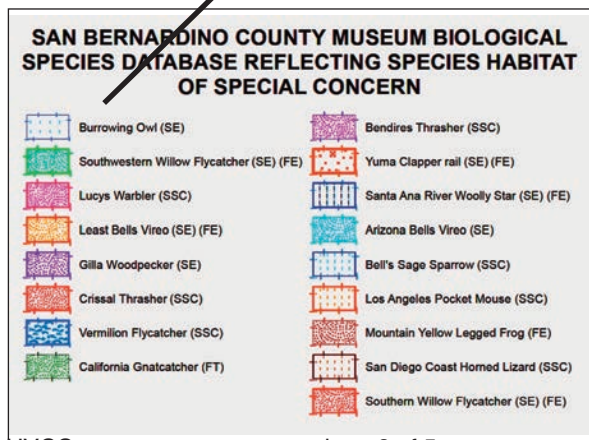 SAN BERNARDINO COUNTY MUSEUM BIOLOGICAL
SPECIES DATABASE REFLECTING SPECIES HABITAT
OF SPECIAL CONCERN
Burrowing Owl (SE)
Southwestern Willow Flycatcher (SE) (FE)
Lucys Warbler (SSC)
Least Bells Vireo (SE) (FE)
Gilla Woodpecker (SE)
Crissal Thrasher (SSC)
Vermilion Flycatcher (SSC)
California Gnatcatcher (FT)
Bendires Thrasher (SSC)
Yuma Clapper rail (SE) (FE)
Santa Ana River Woolly Star (SE) (FE)
Arizona Bells Vireo (SE)
Bell's Sage Sparrow (SSC)
Los Angeles Pocket Mouse (SSC)
Mountain Yellow Legged Frog (FE)
San Diego Coast Horned Lizard (SSC)
Southern Willow Flycatcher (SE) (FE)